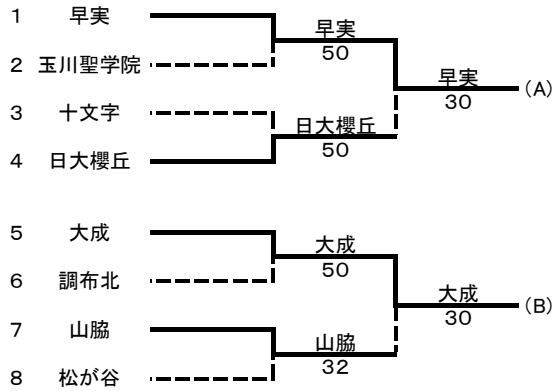 1 早実
早実
50
2 玉川聖学院
早実
30
(A)
3 十文字
日大櫻丘
50
4 日大櫻丘
5 大成
大成
50
6 調布北
大成
30
(B)
7 山脇
山脇
32
8 松が谷